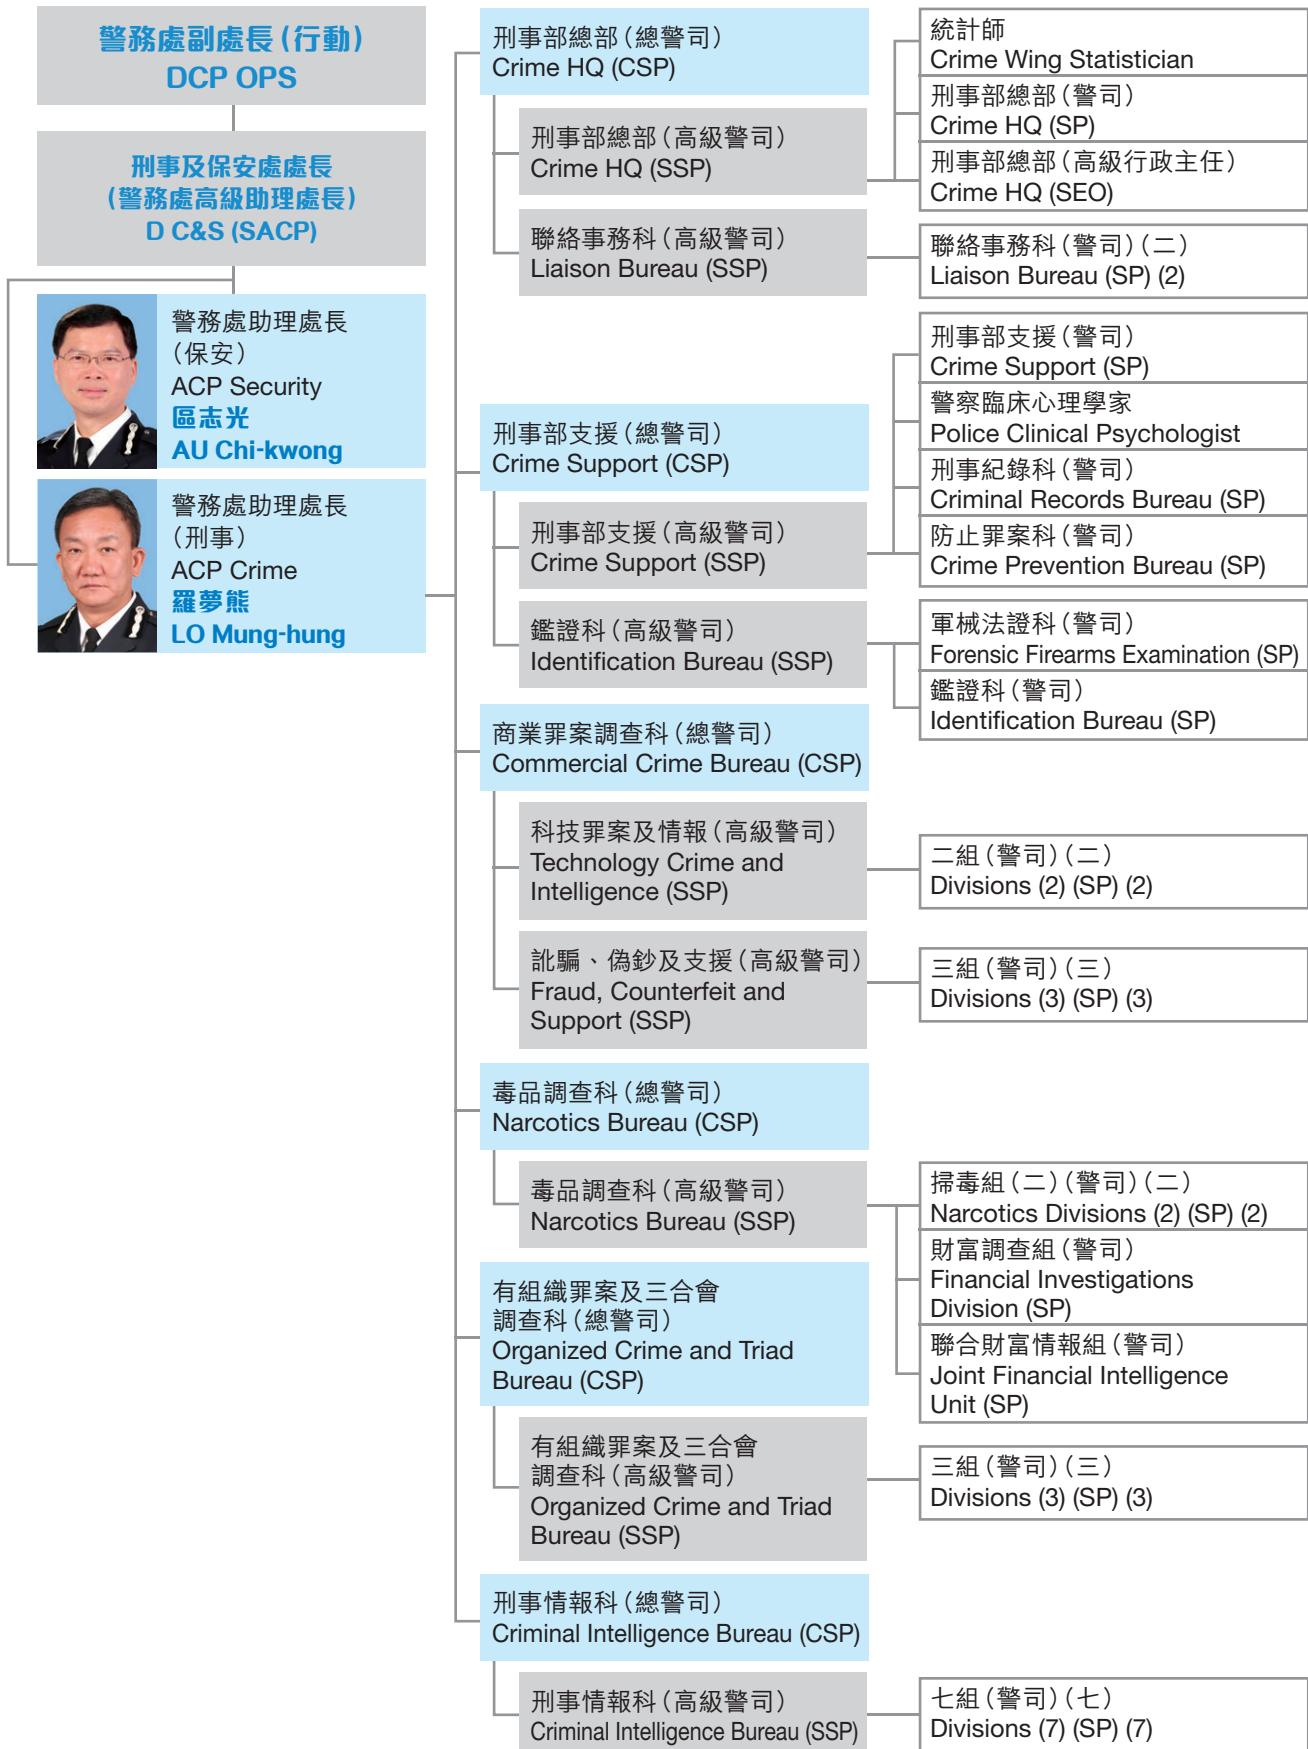 警務處副處長（行動）
DCP OPS
刑事及保安處處長
（警務處高級助理處長）
D C&S (SACP)
警務處助理處長
（保安）
ACP Security
區志光
AU Chi-kwong
警務處助理處長
（刑事）
ACP Crime
羅夢熊
LO Mung-hung
刑事部總部（總警司）
Crime HQ (CSP)
刑事部總部（高級警司）
Crime HQ (SSP)
統計師
Crime Wing Statistician
刑事部總部（警司）
Crime HQ (SP)
刑事部總部（高級行政主任）
Crime HQ (SEO)
聯絡事務科（高級警司）
Liaison Bureau (SSP)
聯絡事務科（警司）（二）
Liaison Bureau (SP) (2)
刑事部支援（總警司）
Crime Support (CSP)
刑事部支援（高級警司）
Crime Support (SSP)
刑事部支援（警司）
Crime Support (SP)
警察臨床心理學家
Police Clinical Psychologist
刑事紀錄科（警司）
Criminal Records Bureau (SP)
防止罪案科（警司）
Crime Prevention Bureau (SP)
鑑證科（高級警司）
Identification Bureau (SSP)
軍械法證科（警司）
Forensic Firearms Examination (SP)
鑑證科（警司）
Identification Bureau (SP)
商業罪案調查科（總警司）
Commercial Crime Bureau (CSP)
科技罪案及情報（高級警司）
Technology Crime and
Intelligence (SSP)
二組（警司）（二）
Divisions (2) (SP) (2)
訛騙、偽鈔及支援（高級警司）
Fraud, Counterfeit and
Support (SSP)
三組（警司）（三）
Divisions (3) (SP) (3)
毒品調查科（總警司）
Narcotics Bureau (CSP)
毒品調查科（高級警司）
Narcotics Bureau (SSP)
掃毒組（二）（警司）（二）
Narcotics Divisions (2) (SP) (2)
財富調查組（警司）
Financial Investigations
Division (SP)
聯合財富情報組（警司）
Joint Financial Intelligence
Unit (SP)
有組織罪案及三合會
調查科（總警司）
Organized Crime and Triad
Bureau (CSP)
有組織罪案及三合會
調查科（高級警司）
Organized Crime and Triad
Bureau (SSP)
三組（警司）（三）
Divisions (3) (SP) (3)
刑事情報科（總警司）
Criminal Intelligence Bureau (CSP)
刑事情報科（高級警司）
Criminal Intelligence Bureau (SSP)
七組（警司）（七）
Divisions (7) (SP) (7)